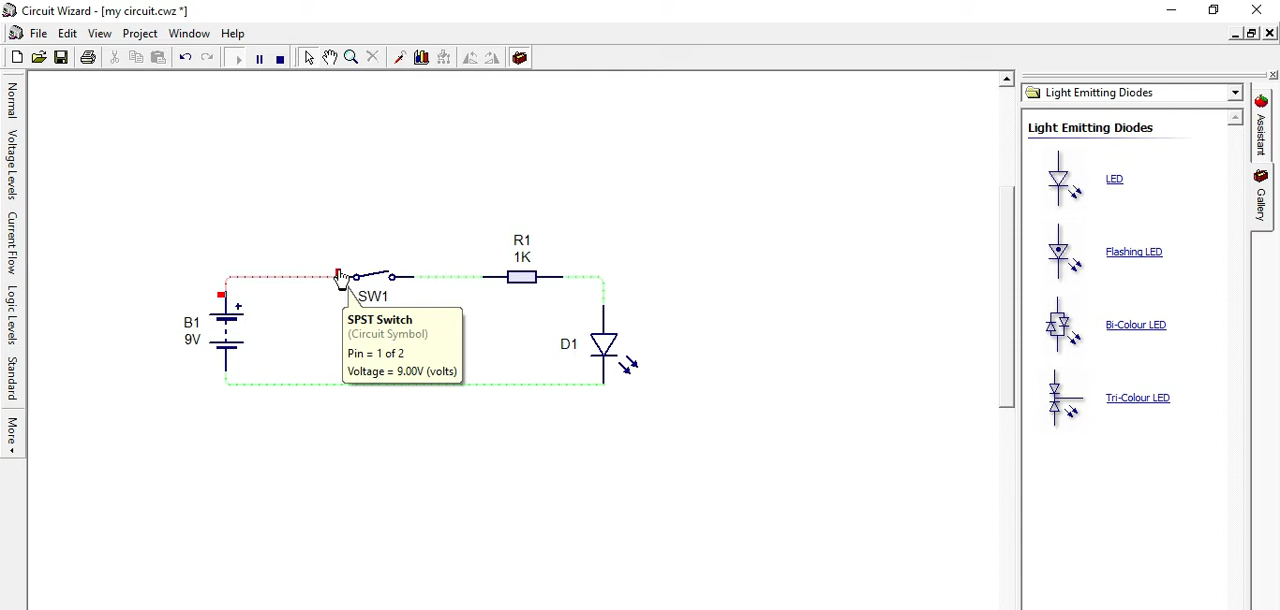 Circuit Wizard - [my circuit.cwz *]
File Edit View Project Window Help
Normal
Voltage Levels
Current Flow
Logic Levels
Standard
More
R1
1K
SW1
B1
9V
+
D1
SPST Switch
(Circuit Symbol)
Pin = 1 of 2
Voltage = 9.00V (volts)
Light Emitting Diodes
Light Emitting Diodes
LED
Flashing LED
Bi-Colour LED
Tri-Colour LED
Assistant
Gallery